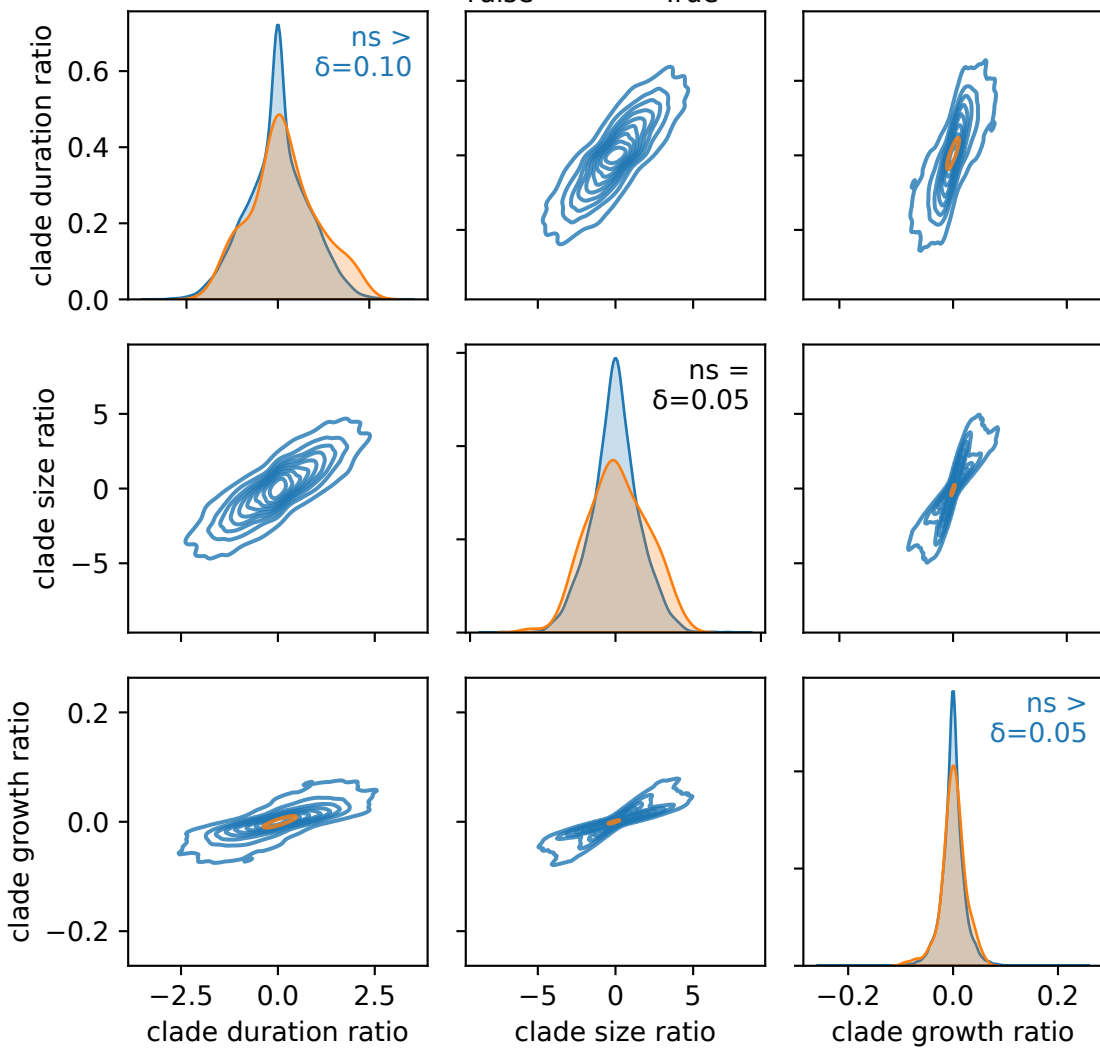 True
ns >
δ=0.10
clade duration ratio
0.6
0.4
0.2
0.0
ns =
δ=0.05
clade size ratio
5
0
−5
ns >
δ=0.05
clade growth ratio
0.2
0.0
−0.2
−2.5 0.0 2.5
−5 0 5
−0.2 0.0 0.2
clade duration ratio
clade size ratio
clade growth ratio